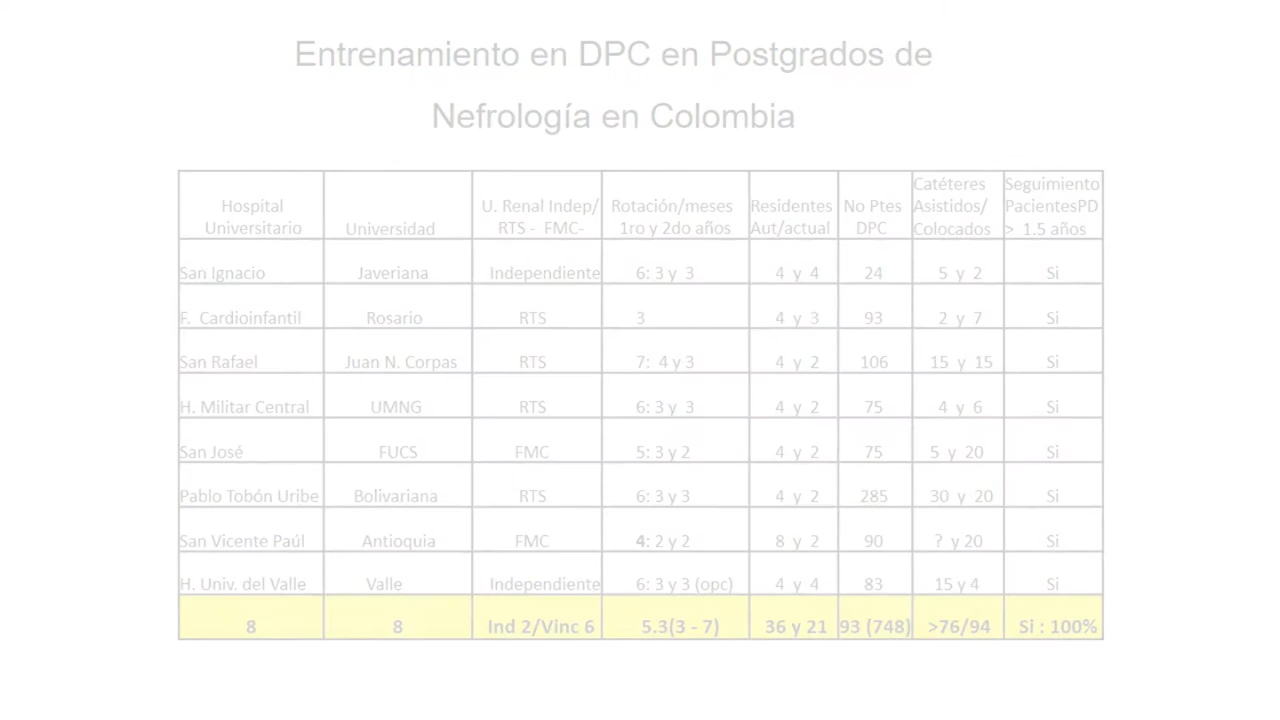 Entrenamiento en DPC en Postgrados de
Nefrología en Colombia
Hospital Universitario | Universidad | U. Renal Indep/ RTS - FMC- | Rotación/meses 1ro y 2do años | Residentes Aut/actual | No Ptes DPC | Catéteres Asistidos/ Colocados | Seguimiento PacientesPD > 1.5 años
San Ignacio | Javeriana | Independiente | 6: 3 y 3 | 4 y 4 | 24 | 5 y 2 | Si
F. Cardioinfantil | Rosario | RTS | 3 | 4 y 3 | 93 | 2 y 7 | Si
San Rafael | Juan N. Corpas | RTS | 7: 4 y 3 | 4 y 2 | 106 | 15 y 15 | Si
H. Militar Central | UMNG | RTS | 6: 3 y 3 | 4 y 2 | 75 | 4 y 6 | Si
San José | FUCS | FMC | 5: 3 y 2 | 4 y 2 | 75 | 5 y 20 | Si
Pablo Tobón Uribe | Bolivariana | RTS | 6: 3 y 3 | 4 y 2 | 285 | 30 y 20 | Si
San Vicente Paúl | Antioquia | FMC | 4: 2 y 2 | 8 y 2 | 90 | ? y 20 | Si
H. Univ. del Valle | Valle | Independiente | 6: 3 y 3 (opc) | 4 y 4 | 83 | 15 y 4 | Si
8 | 8 | Ind 2/Vinc 6 | 5.3(3 - 7) | 36 y 21 | 93 (748) | >76/94 | Si : 100%